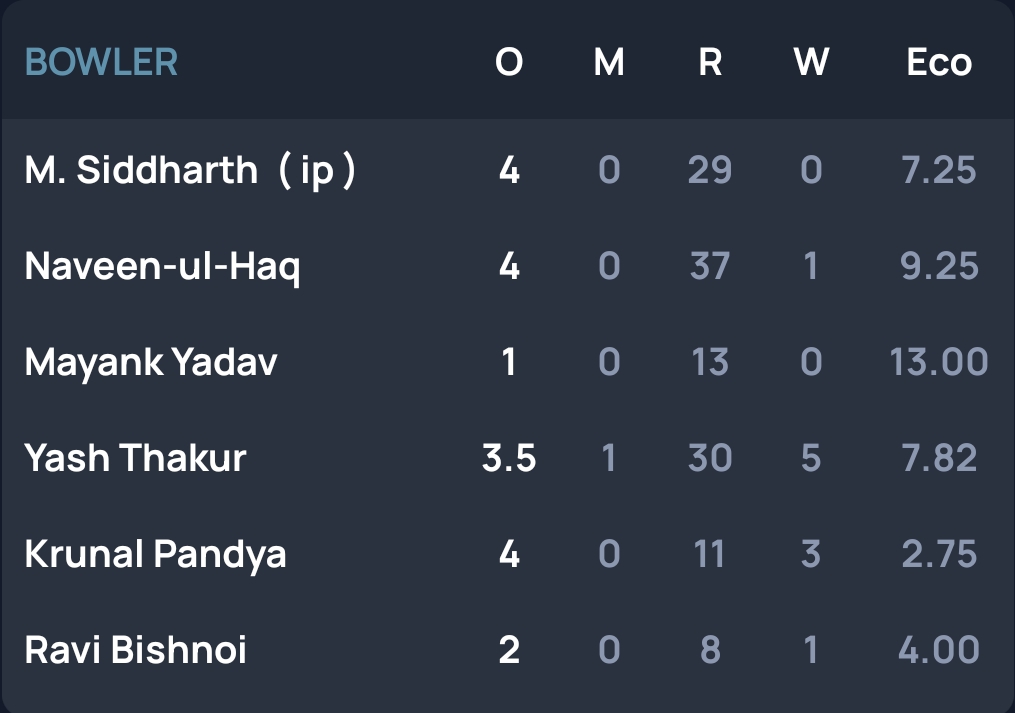 BOWLER O M R W Eco
M. Siddharth ( ip ) 4 0 29 0 7.25
Naveen-ul-Haq 4 0 37 1 9.25
Mayank Yadav 1 0 13 0 13.00
Yash Thakur 3.5 1 30 5 7.82
Krunal Pandya 4 0 11 3 2.75
Ravi Bishnoi 2 0 8 1 4.00